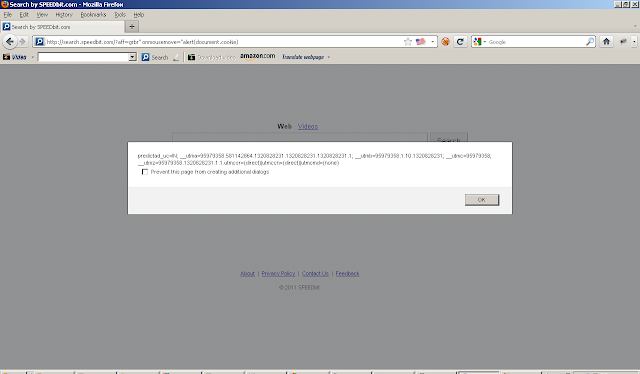 Search by SPEEDbit.com - Mozilla Firefox
File Edit View History Bookmarks Tools Help
Search by SPEEDbit.com
http://search.speedbit.com/?aff=grbr"onmousemove="alert(document.cookie)
Google
Video Search Download video amazon.com Translate webpage
Web Videos
Search
predictad_uc=IN; __utma=95979358.581142864.1320828231.1320828231.1320828231.1; __utmb=95979358.1.10.1320828231; __utmc=95979358;
__utmz=95979358.1320828231.1.1.utmcsr=(direct)|utmccn=(direct)|utmcmd=(none)
Prevent this page from creating additional dialogs
OK
About | Privacy Policy | Contact Us | Feedback
© 2011 SPEEDbit